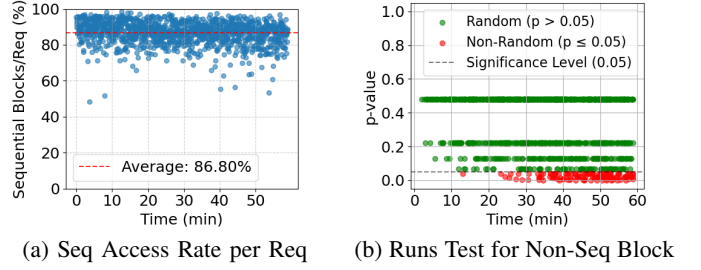 Sequential Blocks/Req (%)
100
80
60
40
20
0
Average: 86.80%
0 10 20 30 40 50
Time (min)
(a) Seq Access Rate per Req
p-value
1.0
0.8
0.6
0.4
0.2
0.0
Random (p > 0.05)
Non-Random (p ≤ 0.05)
Significance Level (0.05)
0 10 20 30 40 50 60
Time (min)
(b) Runs Test for Non-Seq Block